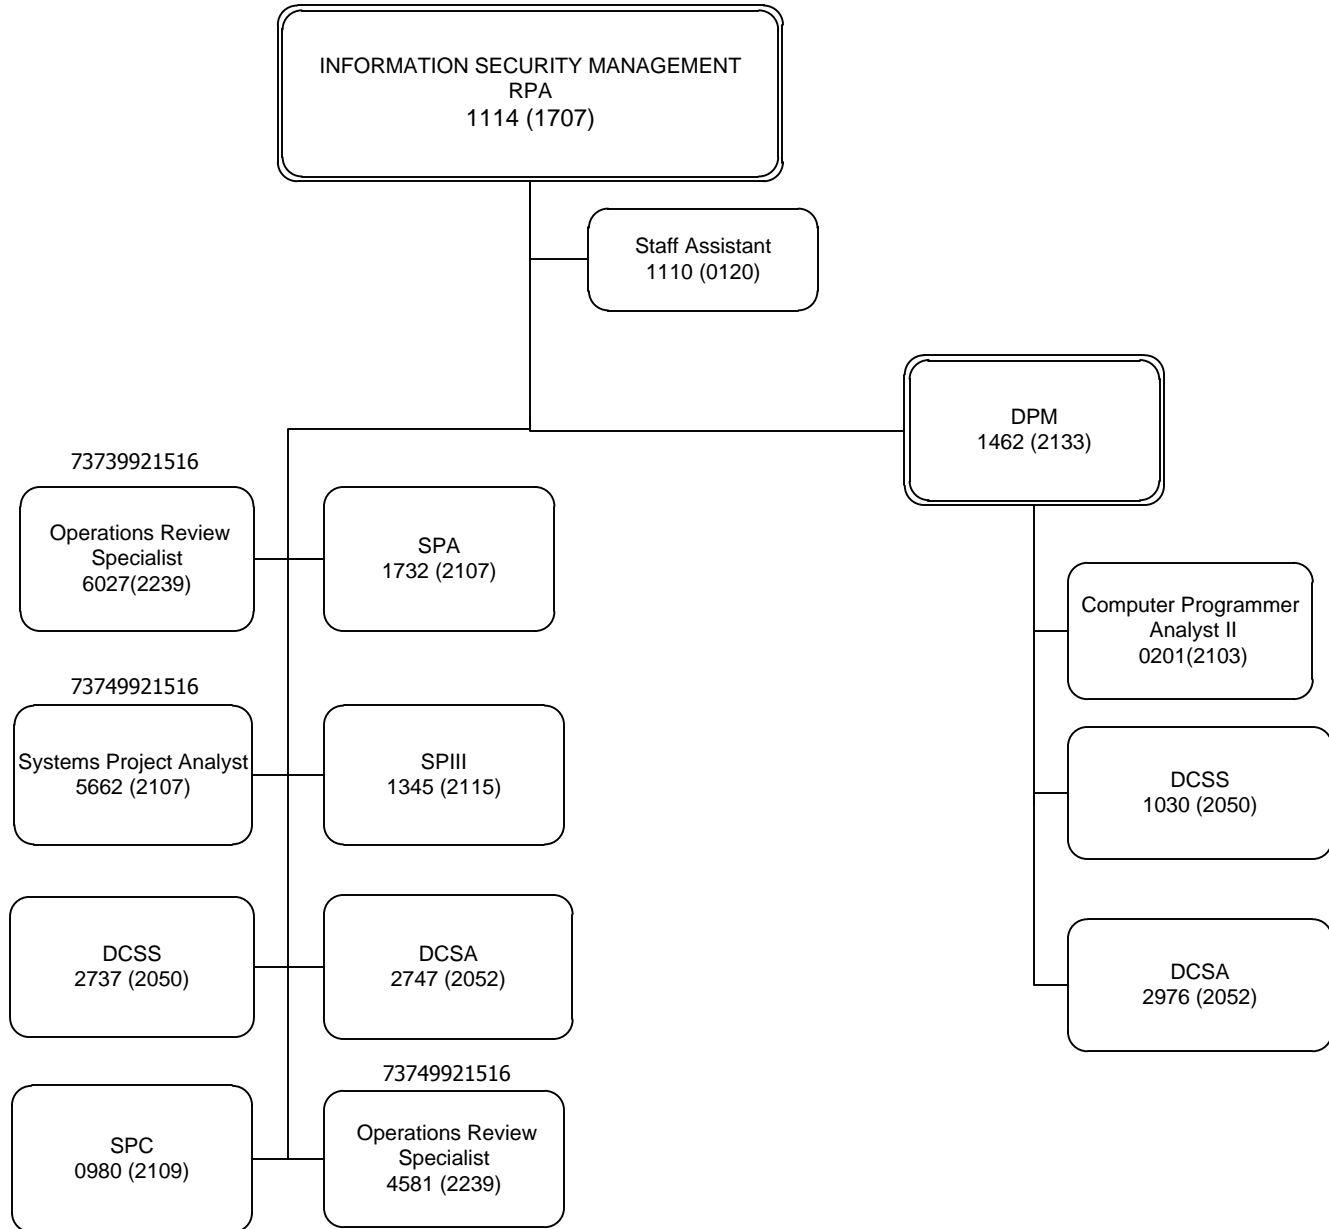 INFORMATION SECURITY MANAGEMENT
RPA
1114 (1707)
Staff Assistant
1110 (0120)
DPM
1462 (2133)
73739921516
Operations Review
Specialist
6027(2239)
SPA
1732 (2107)
Computer Programmer
Analyst II
0201(2103)
73749921516
Systems Project Analyst
5662 (2107)
SPIII
1345 (2115)
DCSS
1030 (2050)
DCSS
2737 (2050)
DCSA
2747 (2052)
DCSA
2976 (2052)
SPC
0980 (2109)
73749921516
Operations Review
Specialist
4581 (2239)